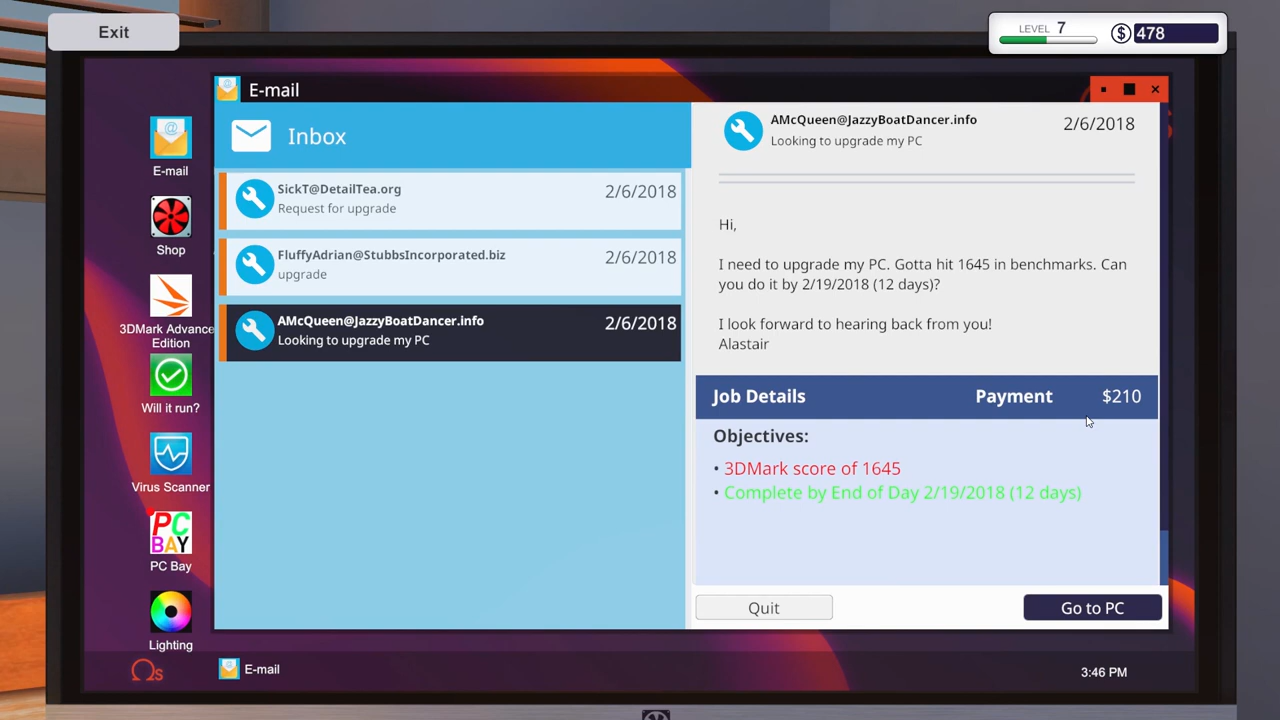 Exit
LEVEL 7
$ 478
E-mail
Inbox
SickT@DetailTea.org
2/6/2018
Request for upgrade
FluffyAdrian@StubbsIncorporated.biz
2/6/2018
upgrade
AMcQueen@JazzyBoatDancer.info
2/6/2018
Looking to upgrade my PC
AMcQueen@JazzyBoatDancer.info
2/6/2018
Looking to upgrade my PC
Hi,
I need to upgrade my PC. Gotta hit 1645 in benchmarks. Can
you do it by 2/19/2018 (12 days)?
I look forward to hearing back from you!
Alastair
Job Details
Payment
$210
Objectives:
• 3DMark score of 1645
• Complete by End of Day 2/19/2018 (12 days)
Quit
Go to PC
E-mail
Shop
3DMark Advance
Edition
Will it run?
Virus Scanner
PC
BAY
PC Bay
Lighting
Ωs
E-mail
3:46 PM